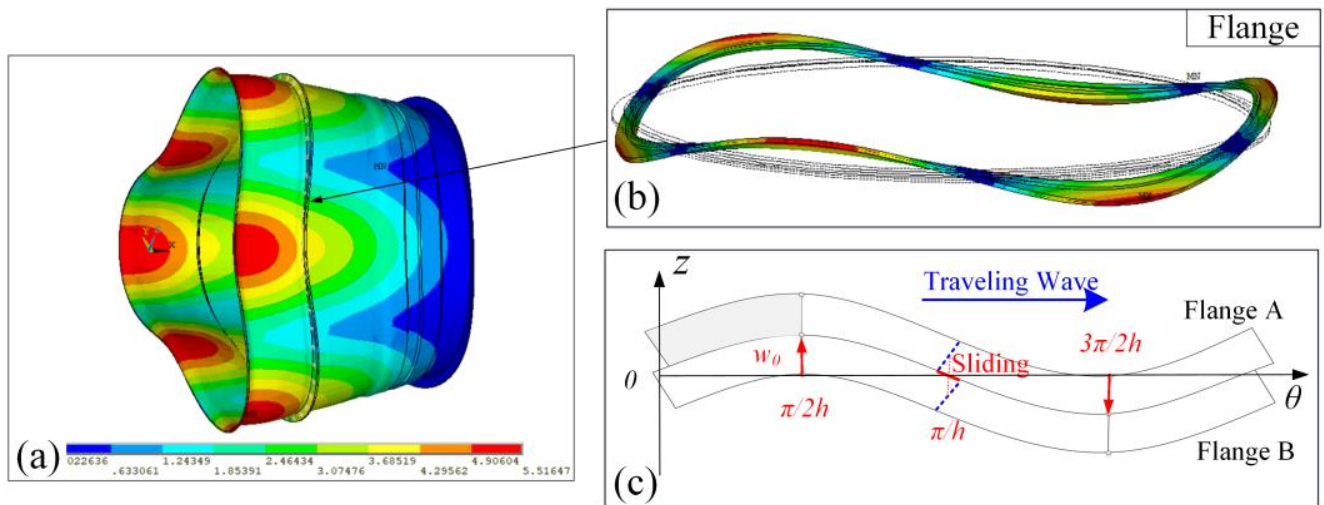 (a)
Y Z
X
MN
022636
.633061
1.24349
1.85391
2.46434
3.07476
3.68519
4.29562
4.90604
5.51647
Flange
MN
(b)
z
Traveling Wave
Flange A
w0
Sliding
3π/2h
0
π/2h
π/h
θ
Flange B
(c)